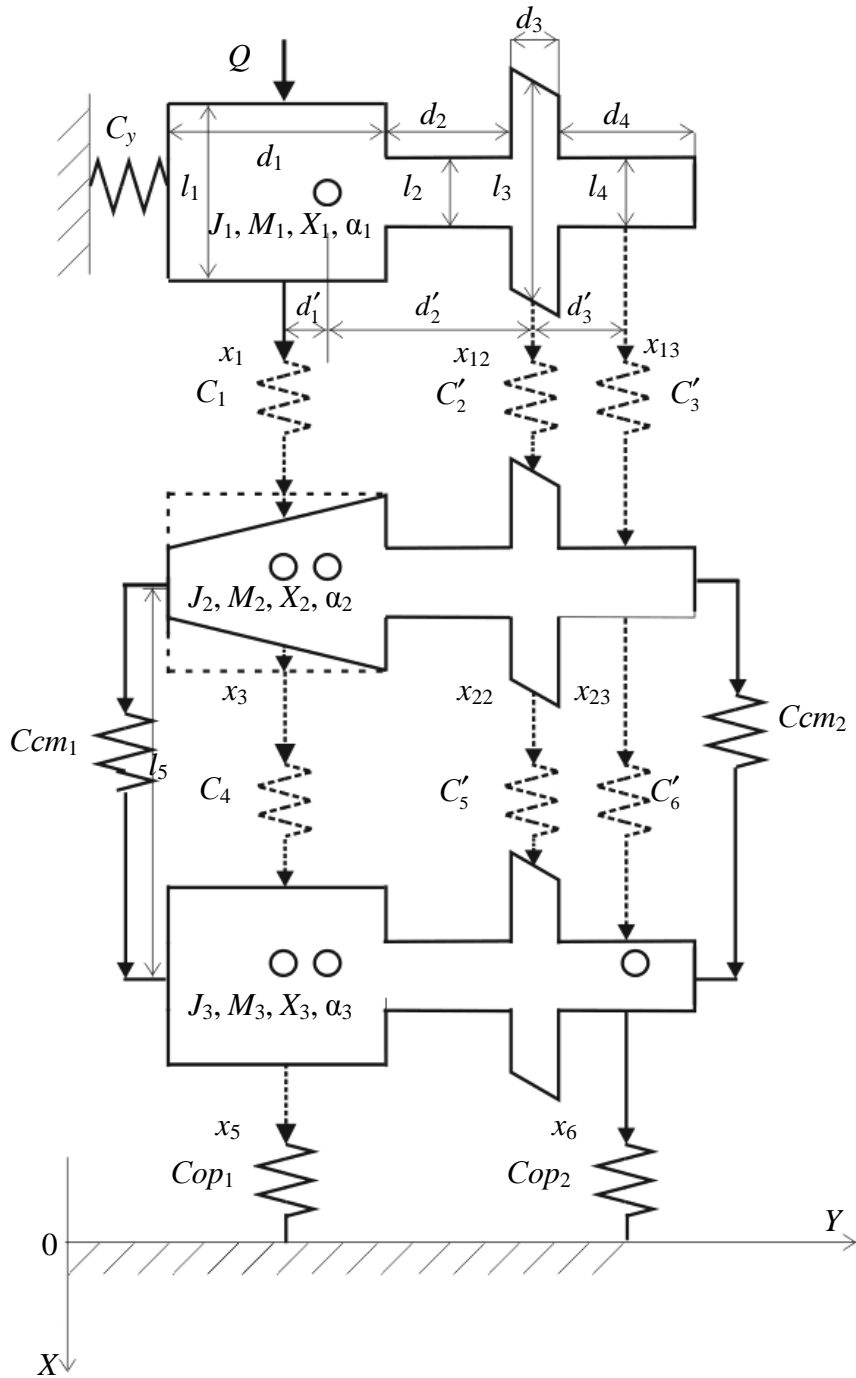 d₃
Q
C_y
d₂
d₄
d₁
l₁
l₂
l₃
l₄
J₁, M₁, X₁, α₁
d′₁
d′₂
d′₃
x₁
x₁₂
x₁₃
C₁
C′₂
C′₃
J₂, M₂, X₂, α₂
x₃
x₂₂
x₂₃
Ccm₁
l₅
C₄
C′₅
C′₆
Ccm₂
J₃, M₃, X₃, α₃
x₅
x₆
Cop₁
Cop₂
Y
0
X